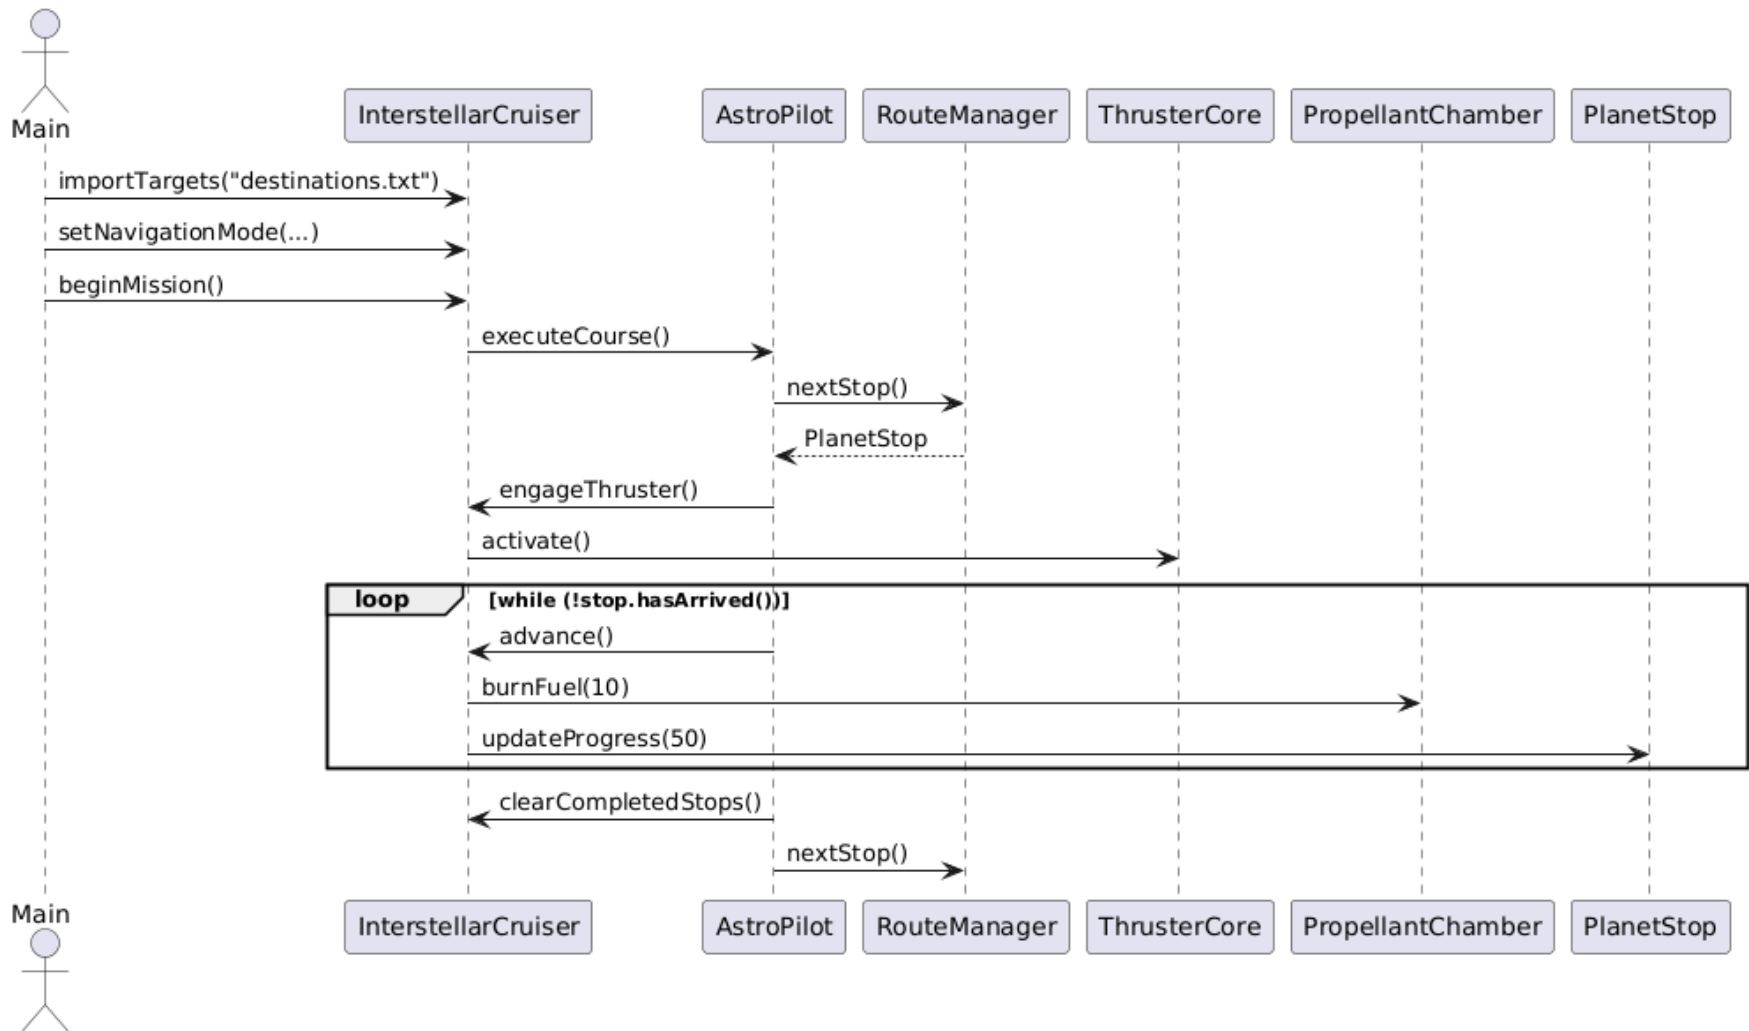 Main
InterstellarCruiser
AstroPilot
RouteManager
ThrusterCore
PropellantChamber
PlanetStop
importTargets("destinations.txt")
setNavigationMode(...)
beginMission()
executeCourse()
nextStop()
PlanetStop
engageThruster()
activate()
loop
[while (!stop.hasArrived())]
advance()
burnFuel(10)
updateProgress(50)
clearCompletedStops()
nextStop()
Main
InterstellarCruiser
AstroPilot
RouteManager
ThrusterCore
PropellantChamber
PlanetStop